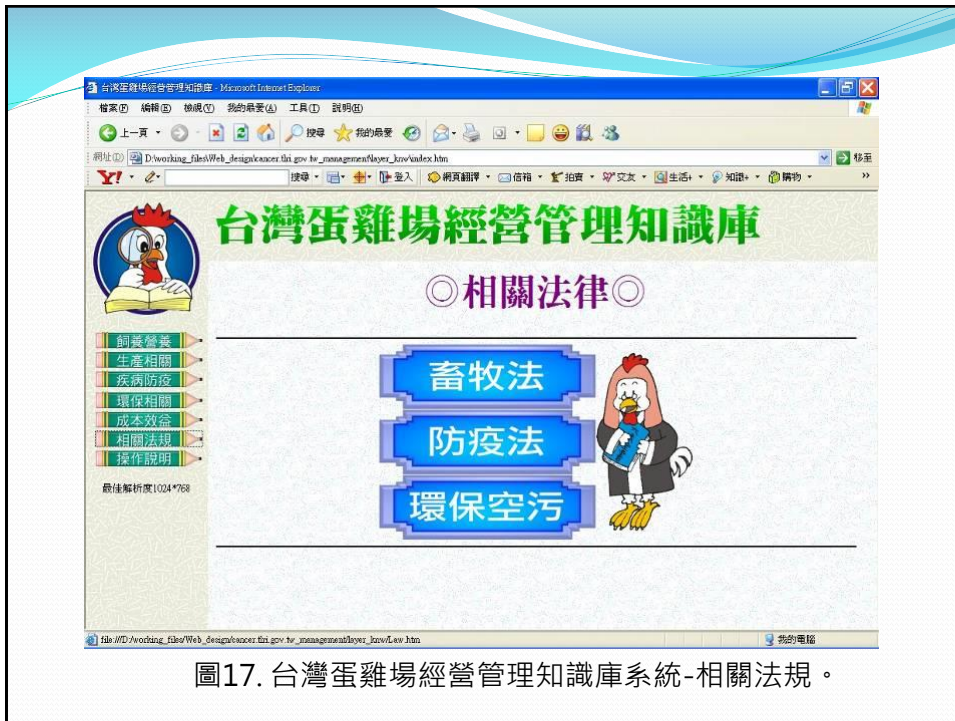 台灣蛋雞場經營管理知識庫 - Microsoft Internet Explorer
檔案(F) 編輯(E) 檢視(V) 我的最愛(A) 工具(T) 說明(H)
上一頁 搜尋 我的最愛
網址(D) D:\working_files\Web_design\cancer.tlri.gov.tw_management\layer_knw\index.htm 移至
Y! 搜尋 登入 網頁翻譯 信箱 拍賣 交友 生活+ 知識+ 購物 »
台灣蛋雞場經營管理知識庫
◎相關法律◎
飼養營養
生產相關
疾病防疫
環保相關
成本效益
相關法規
操作說明
最佳解析度1024*768
畜牧法
防疫法
環保空污
file:///D:/working_files/Web_design/cancer.tlri.gov.tw_management/layer_knw/Law.htm 我的電腦
圖17. 台灣蛋雞場經營管理知識庫系統-相關法規。